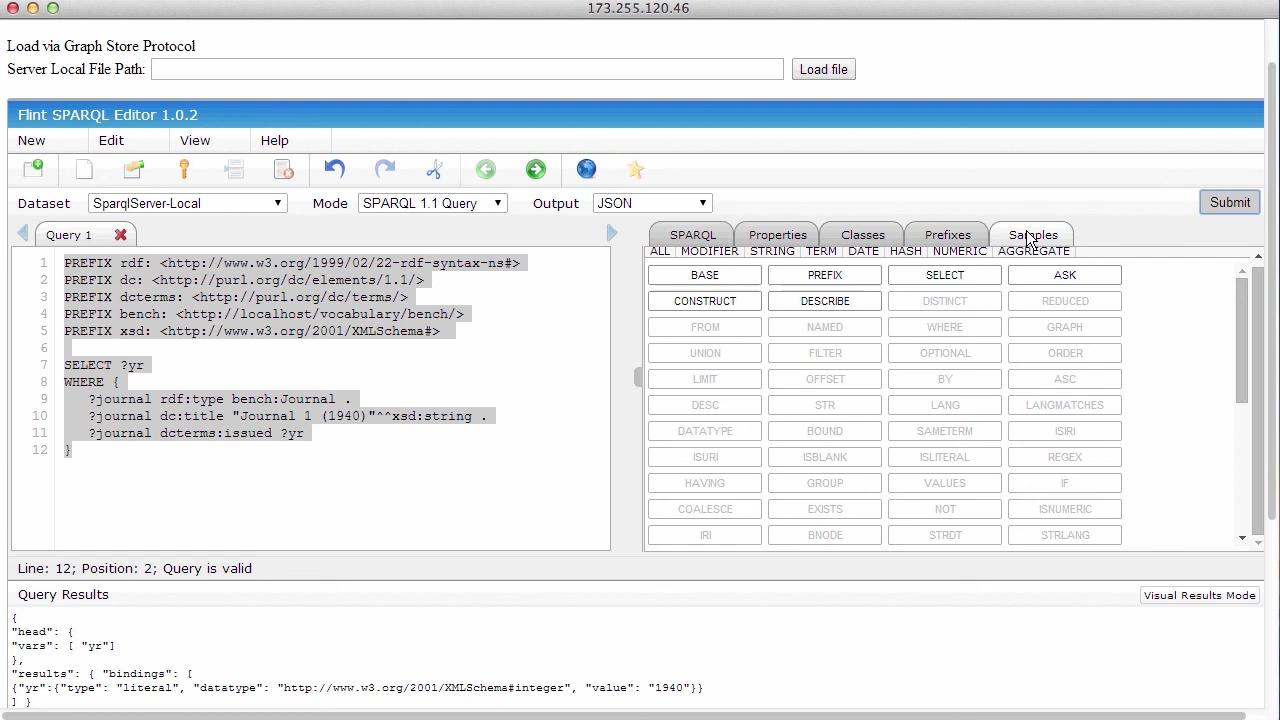 173.255.120.46
Load via Graph Store Protocol
Server Local File Path: Load file
Flint SPARQL Editor 1.0.2
New Edit View Help
Dataset SparqlServer-Local Mode SPARQL 1.1 Query Output JSON Submit
Query 1
SPARQL Properties Classes Prefixes Samples
1 PREFIX rdf: <http://www.w3.org/1999/02/22-rdf-syntax-ns#>
2 PREFIX dc: <http://purl.org/dc/elements/1.1/>
3 PREFIX dcterms: <http://purl.org/dc/terms/>
4 PREFIX bench: <http://localhost/vocabulary/bench/>
5 PREFIX xsd: <http://www.w3.org/2001/XMLSchema#>
6
7 SELECT ?yr
8 WHERE {
9 ?journal rdf:type bench:Journal .
10 ?journal dc:title "Journal 1 (1940)"^^xsd:string .
11 ?journal dcterms:issued ?yr
12 }
ALL MODIFIER STRING TERM DATE HASH NUMERIC AGGREGATE
BASE PREFIX SELECT ASK
CONSTRUCT DESCRIBE DISTINCT REDUCED
FROM NAMED WHERE GRAPH
UNION FILTER OPTIONAL ORDER
LIMIT OFFSET BY ASC
DESC STR LANG LANGMATCHES
DATATYPE BOUND SAMETERM ISIRI
ISURI ISBLANK ISLITERAL REGEX
HAVING GROUP VALUES IF
COALESCE EXISTS NOT ISNUMERIC
IRI BNODE STRDT STRLANG
Line: 12; Position: 2; Query is valid
Query Results Visual Results Mode
{
"head": {
"vars": [ "yr"]
},
"results": { "bindings": [
{"yr":{"type": "literal", "datatype": "http://www.w3.org/2001/XMLSchema#integer", "value": "1940"}}
] }